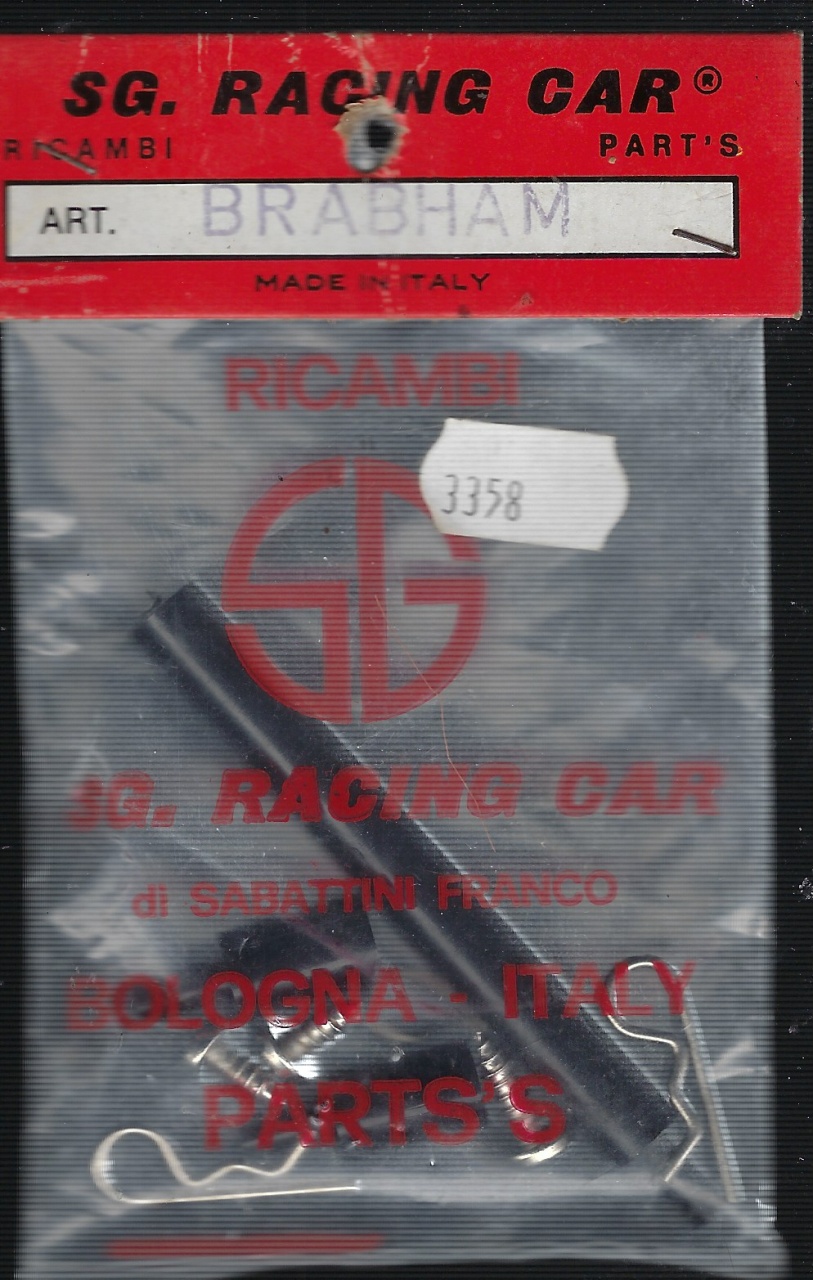 SG. RACING CAR®
RICAMBI PART'S
ART. BRABHAM
MADE IN ITALY
RICAMBI
SG
3358
SG. RACING CAR
di SABATTINI FRANCO
BOLOGNA - ITALY
PARTS'S